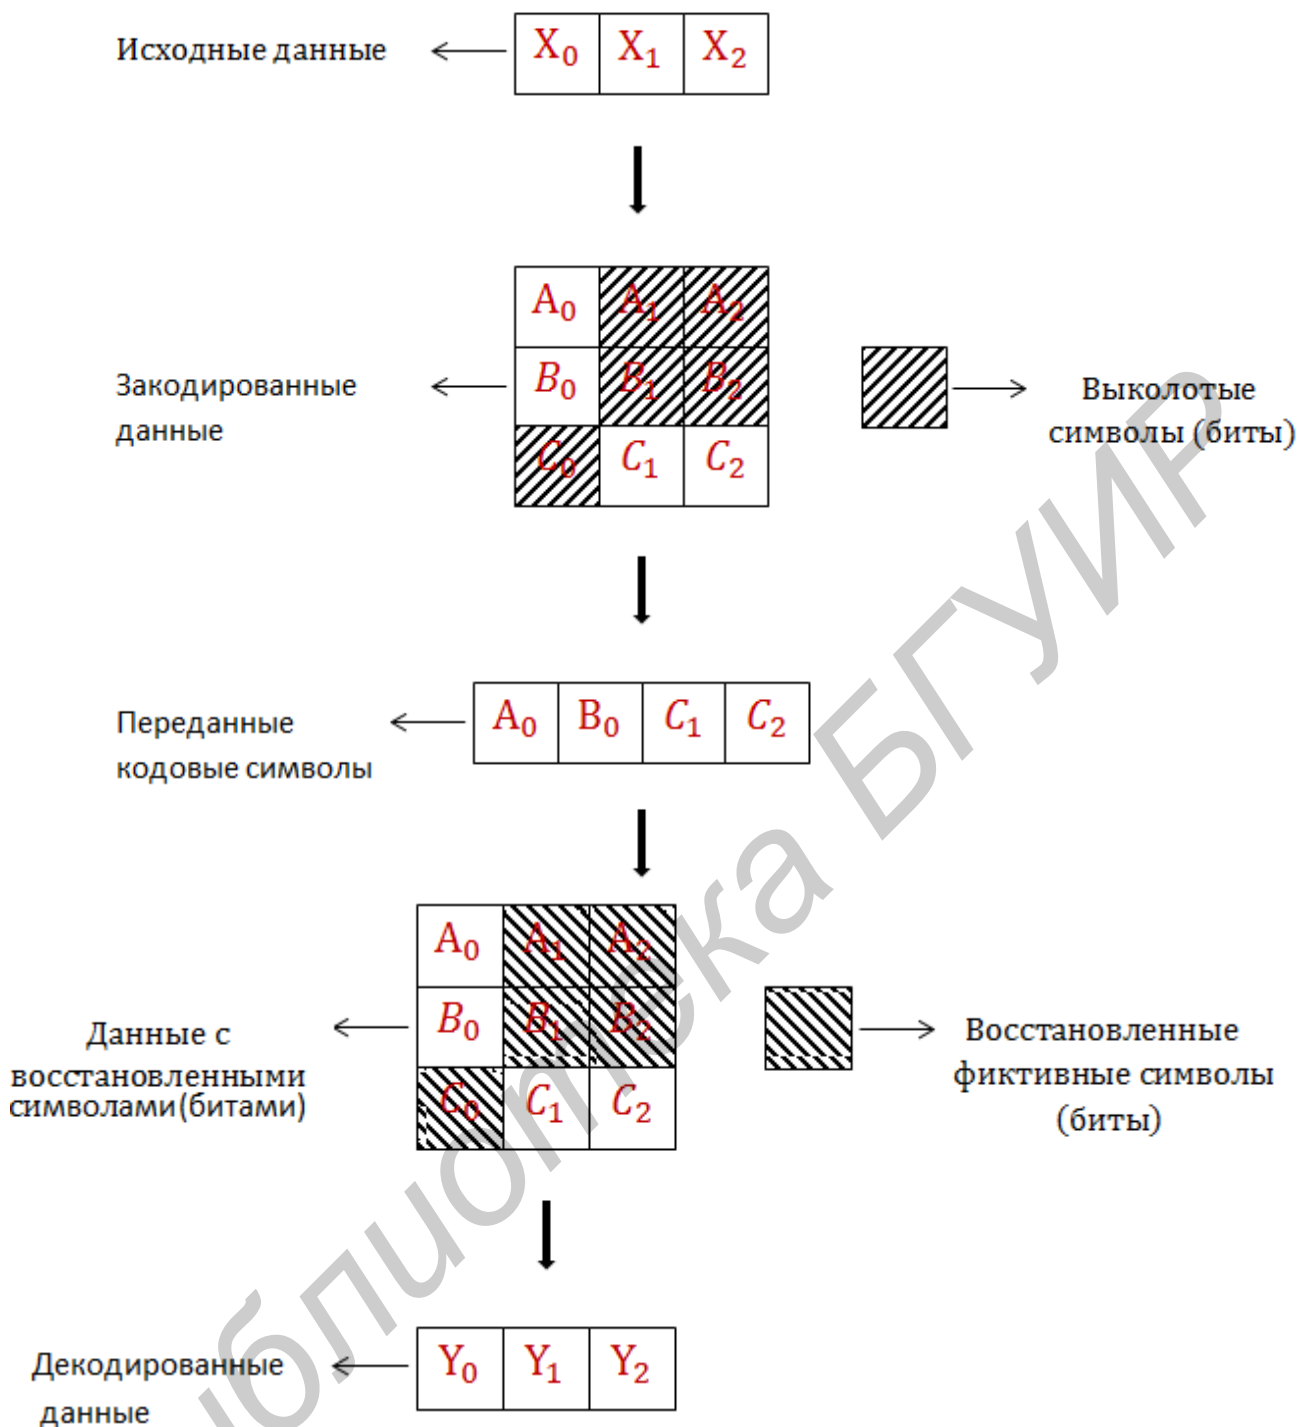 Исходные данные
X₀ X₁ X₂
A₀ A₁ A₂
B₀ B₁ B₂
C₀ C₁ C₂
Закодированные
данные
Выколотые
символы (биты)
Переданные
кодовые символы
A₀ B₀ C₁ C₂
A₀ A₁ A₂
B₀ B₁ B₂
C₀ C₁ C₂
Данные с
восстановленными
символами(битами)
Восстановленные
фиктивные символы
(биты)
Декодированные
данные
Y₀ Y₁ Y₂
блиотека БГУИР